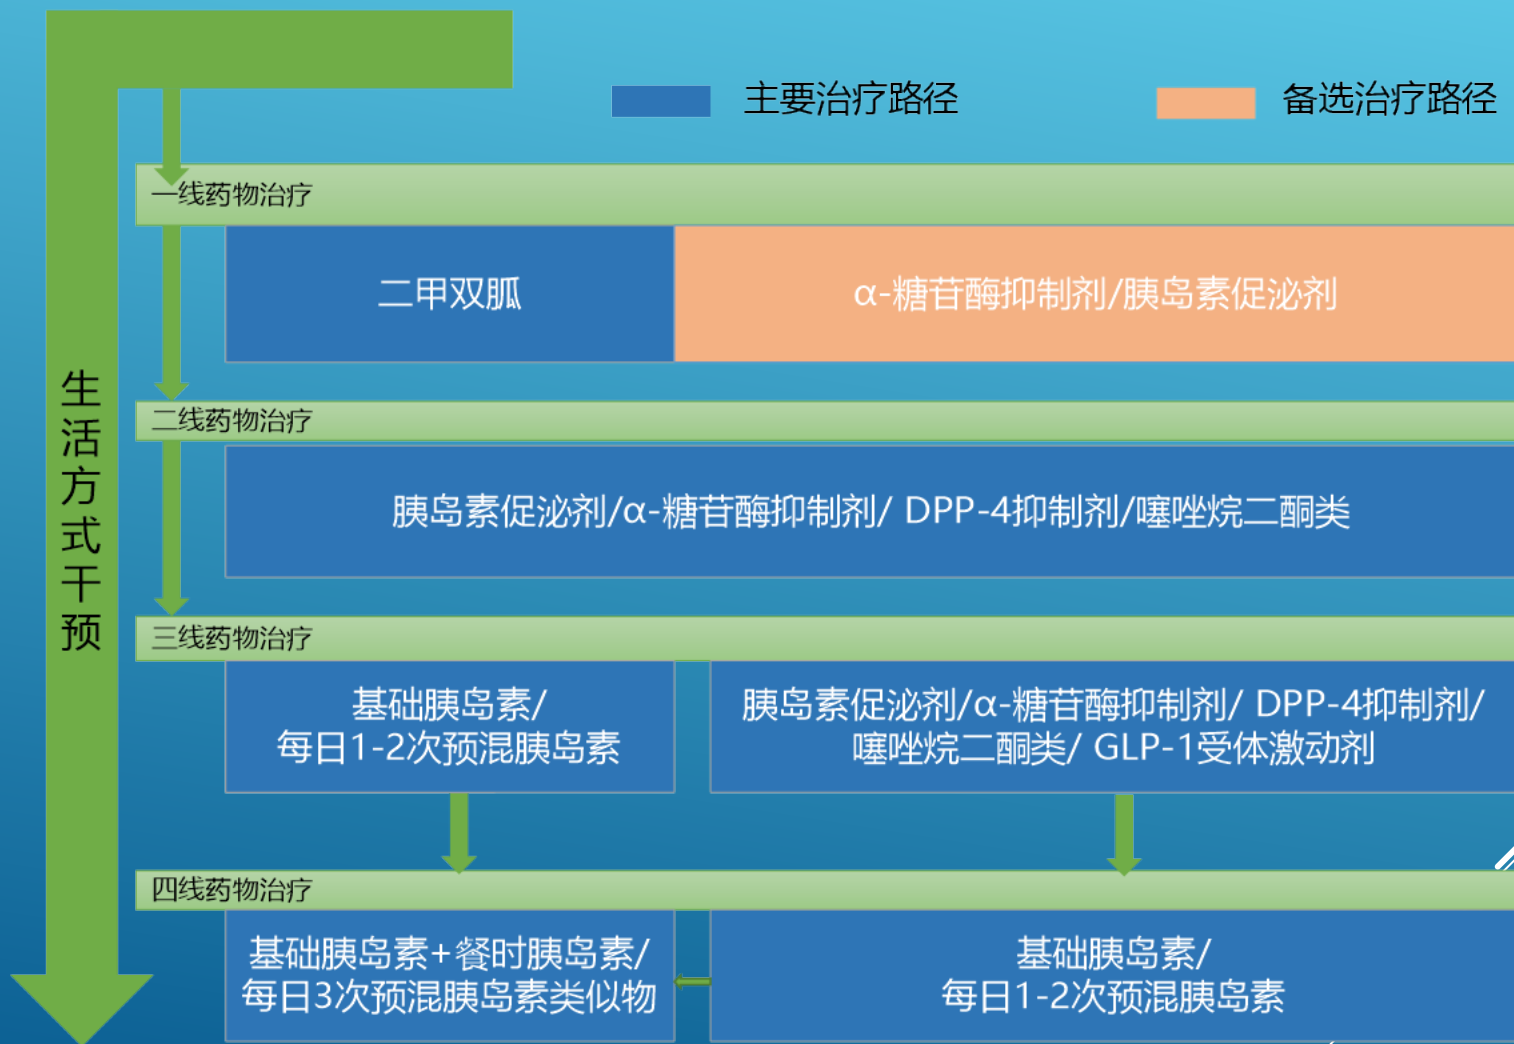 主要治疗路径
备选治疗路径
一线药物治疗
二甲双胍
α-糖苷酶抑制剂/胰岛素促泌剂
二线药物治疗
胰岛素促泌剂/α-糖苷酶抑制剂/ DPP-4抑制剂/噻唑烷二酮类
生活方式干预
三线药物治疗
基础胰岛素/
每日1-2次预混胰岛素
胰岛素促泌剂/α-糖苷酶抑制剂/ DPP-4抑制剂/
噻唑烷二酮类/ GLP-1受体激动剂
四线药物治疗
基础胰岛素+餐时胰岛素/
每日3次预混胰岛素类似物
基础胰岛素/
每日1-2次预混胰岛素